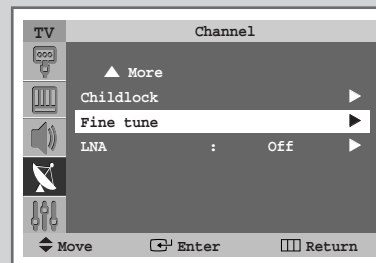 TV Channel
▲ More
Childlock ▶
Fine tune ▶
LNA : Off ▶
Move Enter Return